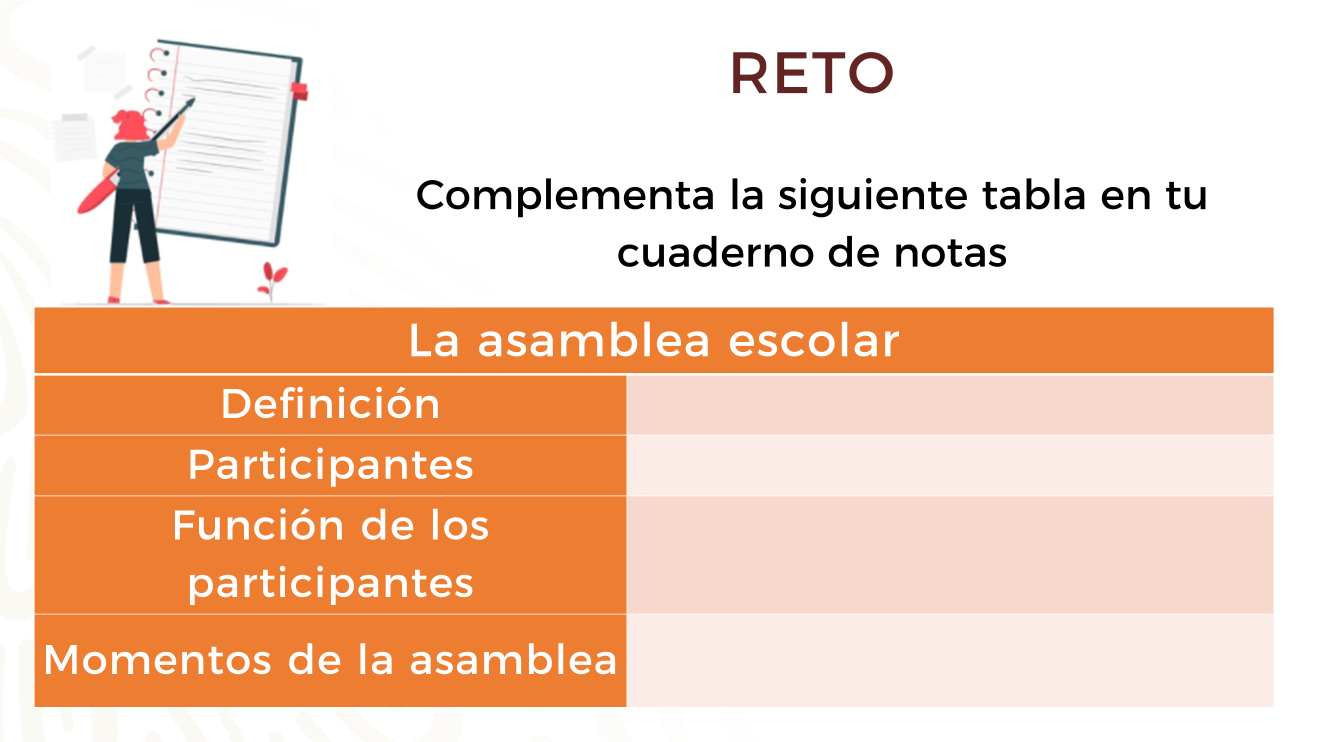 RETO
Complementa la siguiente tabla en tu
cuaderno de notas
La asamblea escolar
Definición
Participantes
Función de los
participantes
Momentos de la asamblea